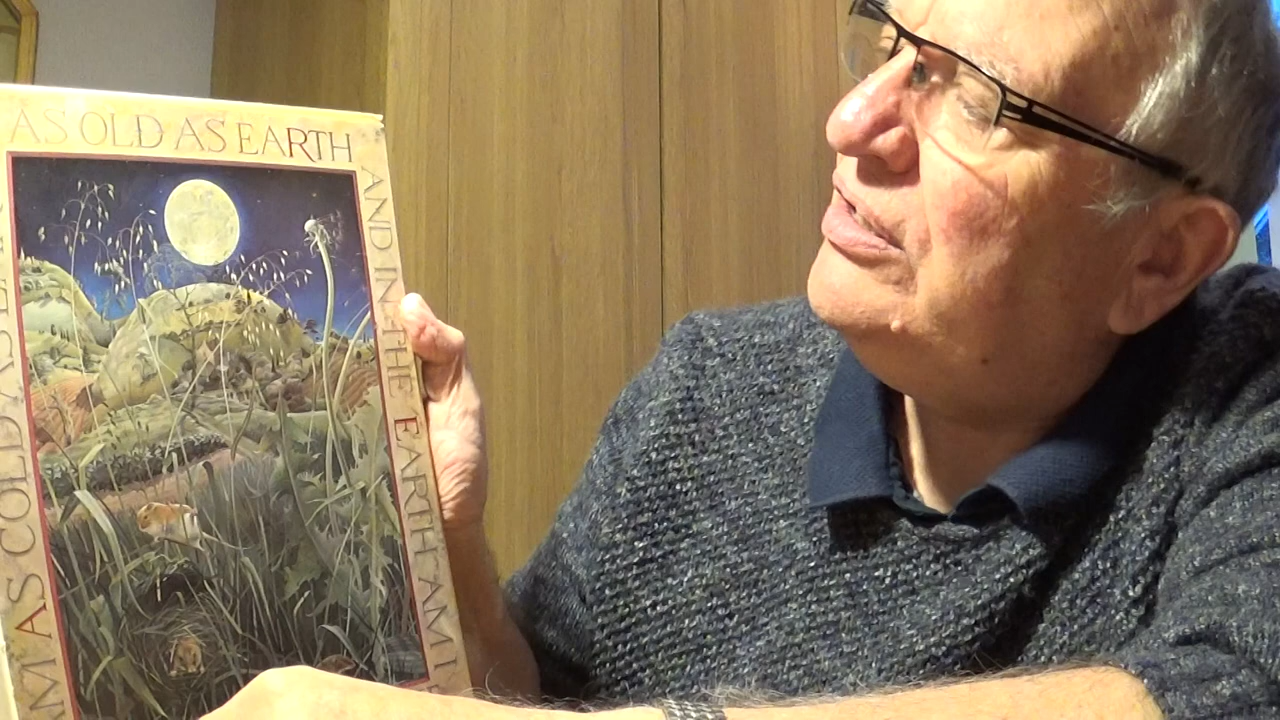 M AS COLD AS E
AS OLD AS EARTH
AND IN THE EARTH AM I